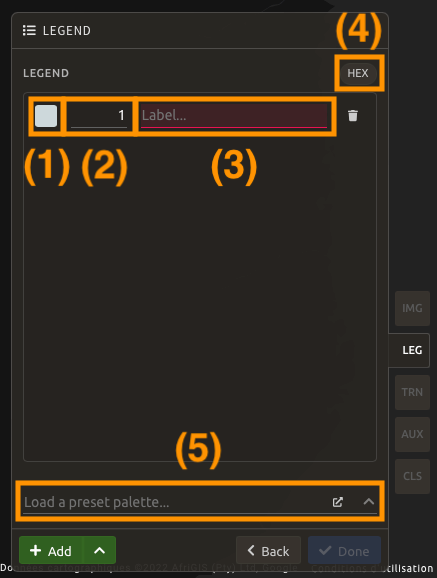 LEGEND
(4)
LEGEND
HEX
1
Label...
(1)
(2)
(3)
IMG
LEG
TRN
AUX
CLS
(5)
Load a preset palette...
+ Add
Back
Done